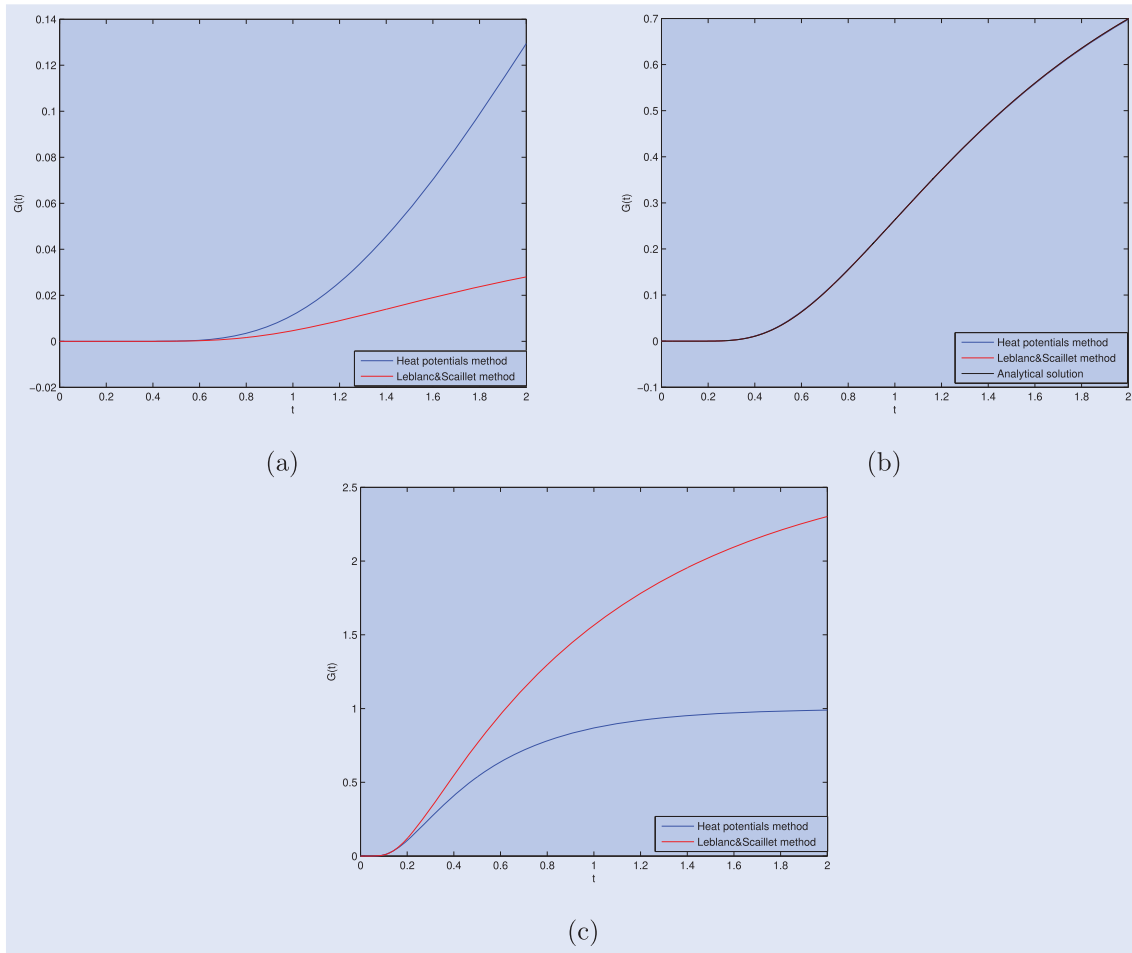 0.14
0.12
0.1
0.08
0.06
0.04
0.02
0
−0.02
G(t)
0 0.2 0.4 0.6 0.8 1 1.2 1.4 1.6 1.8 2
t
Heat potentials method
Leblanc&Scaillet method
(a)
0.7
0.6
0.5
0.4
0.3
0.2
0.1
0
−0.1
G(t)
0 0.2 0.4 0.6 0.8 1 1.2 1.4 1.6 1.8 2
t
Heat potentials method
Leblanc&Scaillet method
Analytical solution
(b)
2.5
2
1.5
1
0.5
0
G(t)
0 0.2 0.4 0.6 0.8 1 1.2 1.4 1.6 1.8 2
t
Heat potentials method
Leblanc&Scaillet method
(c)